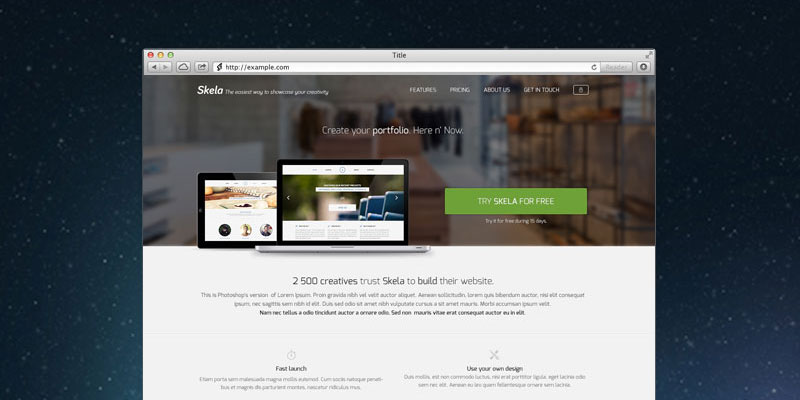 Title
http://example.com
Reader
Skela The easiest way to showcase your creativity
FEATURES PRICING ABOUT US GET IN TOUCH
Create your portfolio. Here n' Now.
TRY SKELA FOR FREE
Try it for free during 15 days.
2 500 creatives trust Skela to build their website.
This is Photoshop's version of Lorem Ipsum. Proin gravida nibh vel velit auctor aliquet. Aenean sollicitudin, lorem quis bibendum auctor, nisi elit consequat
ipsum, nec sagittis sem nibh id elit. Duis sed odio sit amet nibh vulputate cursus a sit amet mauris. Morbi accumsan ipsum velit.
Nam nec tellus a odio tincidunt auctor a ornare odio. Sed non mauris vitae erat consequat auctor eu in elit.
Fast launch
Etiam porta sem malesuada magna mollis euismod. Cum sociis natoque penati-
bus et magnis dis parturient montes, nascetur ridiculus mus.
Use your own design
Duis mollis, est non commodo luctus, nisi erat porttitor ligula, eget lacinia odio
sem nec elit. Aenean eu leo quam Pellentesque ornare sem lacinia.